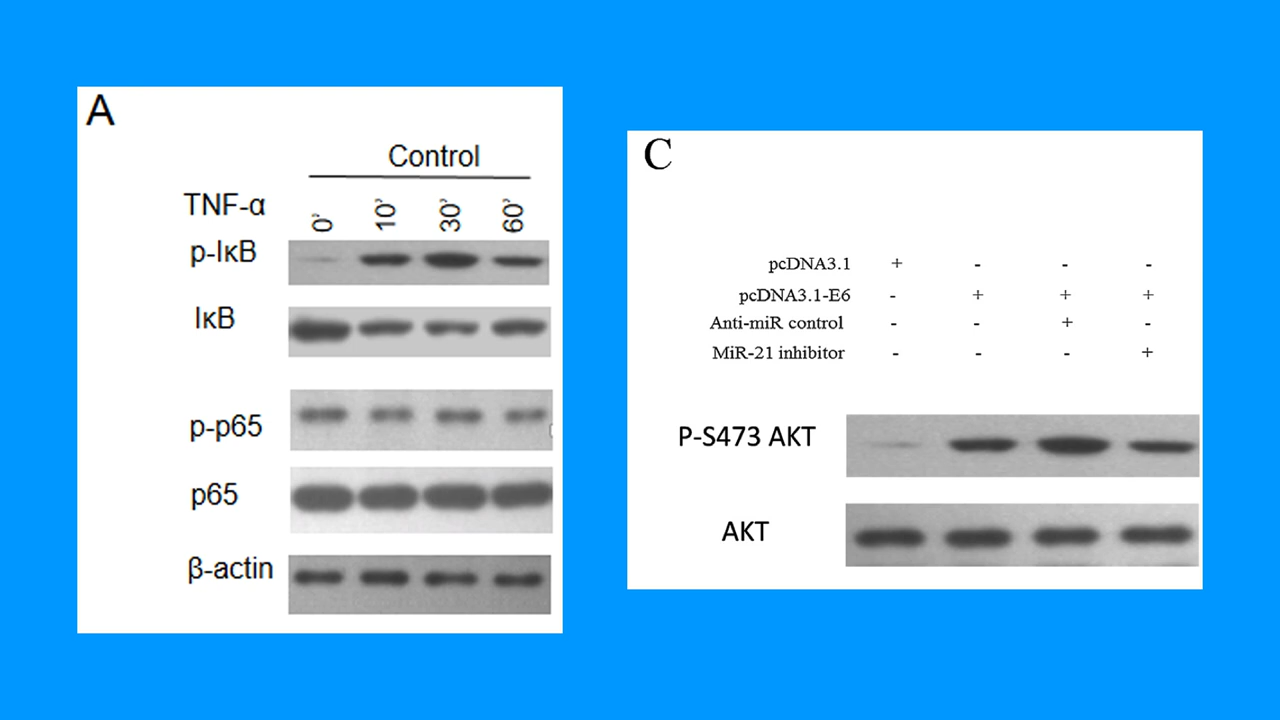 A
Control
TNF-α 0’ 10’ 30’ 60’
p-IκB
IκB
p-p65
p65
β-actin
C
pcDNA3.1 + - - -
pcDNA3.1-E6 - + + +
Anti-miR control - - + -
MiR-21 inhibitor - - - +
P-S473 AKT
AKT